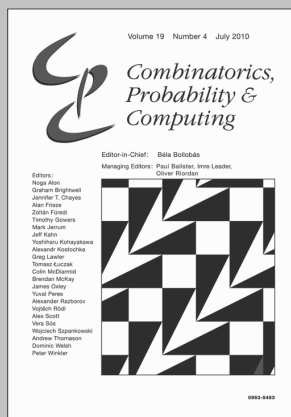 Volume 19 Number 4 July 2010
Combinatorics,
Probability &
Computing
Editor-in-Chief: Béla Bollobás
Managing Editors: Paul Balister, Imre Leader,
Oliver Riordan
Editors:
Noga Alon
Graham Brightwell
Jennifer T. Chayes
Alan Frieze
Zoltán Füredi
Timothy Gowers
Mark Jerrum
Jeff Kahn
Yoshiharu Kohayakawa
Alexandr Kostochka
Greg Lawler
Tomasz Łuczak
Colin McDiarmid
Brendan McKay
James Oxley
Yuval Peres
Alexander Razborov
Vojtěch Rödl
Alex Scott
Vera Sós
Wojciech Szpankowski
Andrew Thomason
Dominic Welsh
Peter Winkler
0963-5483